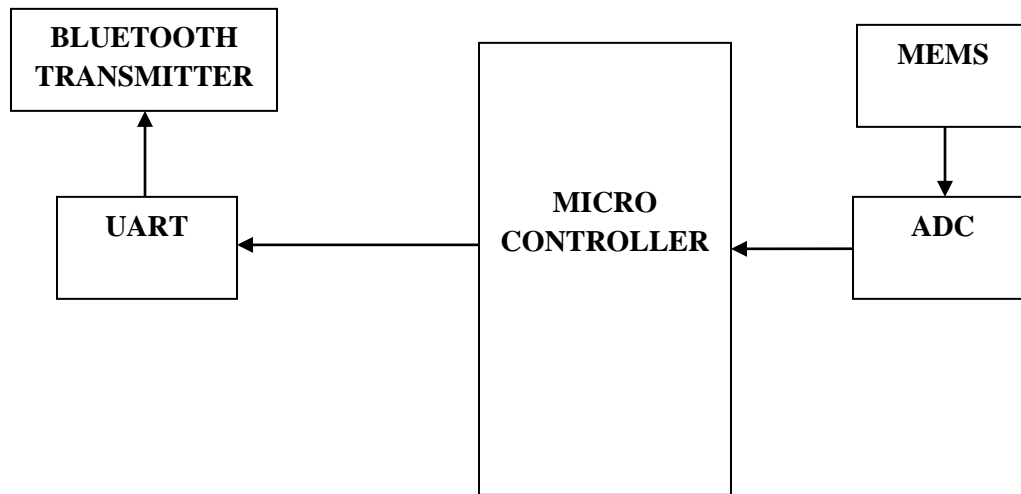 BLUETOOTH
TRANSMITTER
MEMS
UART
MICRO
CONTROLLER
ADC